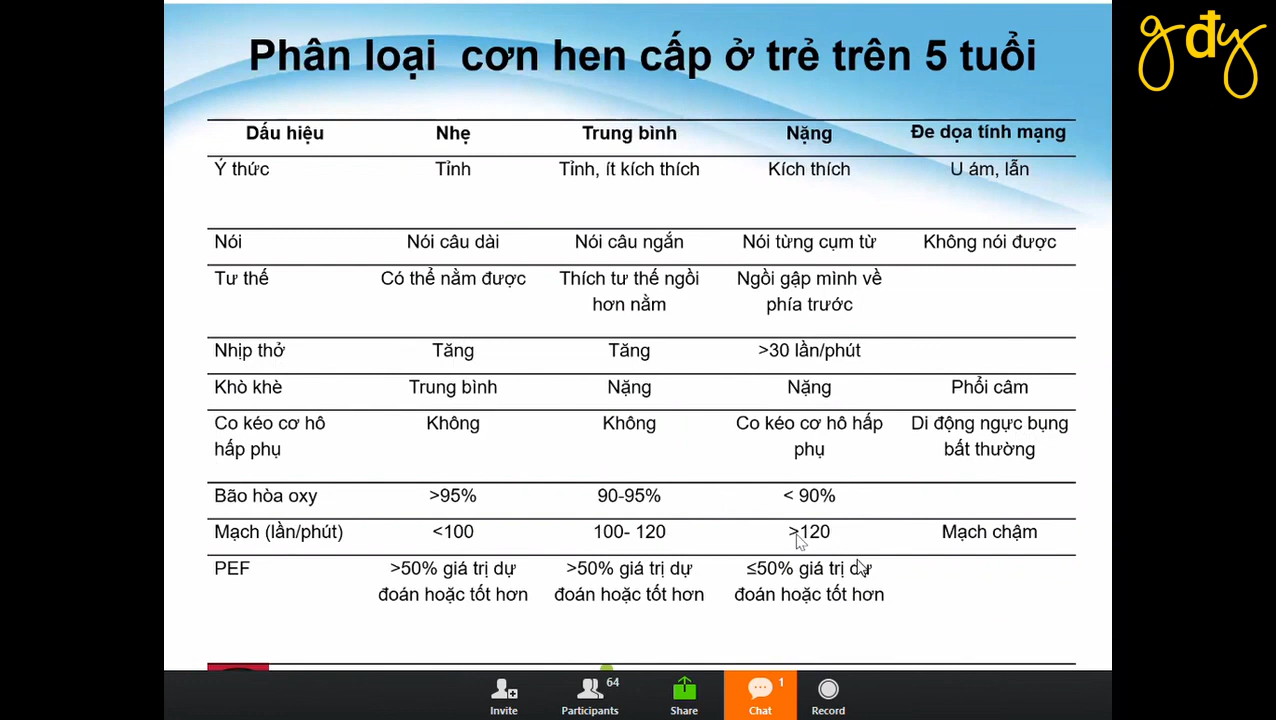 gđy
Phân loại cơn hen cấp ở trẻ trên 5 tuổi
Dấu hiệu Nhẹ Trung bình Nặng Đe dọa tính mạng
Ý thức Tỉnh Tỉnh, ít kích thích Kích thích U ám, lẫn
Nói Nói câu dài Nói câu ngắn Nói từng cụm từ Không nói được
Tư thế Có thể nằm được Thích tư thế ngồi Ngồi gập mình về
hơn nằm phía trước
Nhịp thở Tăng Tăng >30 lần/phút
Khò khè Trung bình Nặng Nặng Phổi câm
Co kéo cơ hô Không Không Co kéo cơ hô hấp Di động ngực bụng
hấp phụ phụ bất thường
Bão hòa oxy >95% 90-95% < 90%
Mạch (lần/phút) <100 100- 120 >120 Mạch chậm
PEF >50% giá trị dự >50% giá trị dự ≤50% giá trị dự
đoán hoặc tốt hơn đoán hoặc tốt hơn đoán hoặc tốt hơn
64 1
Invite Participants Share Chat Record